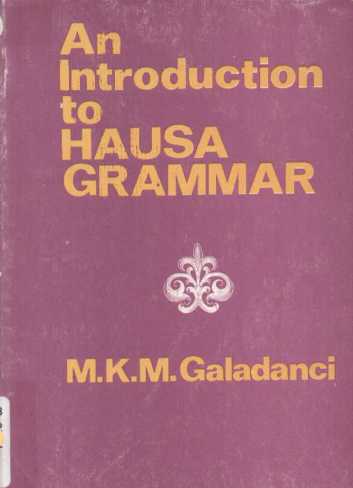 An
Introduction
to
HAUSA
GRAMMAR
M.K.M.Galadanci